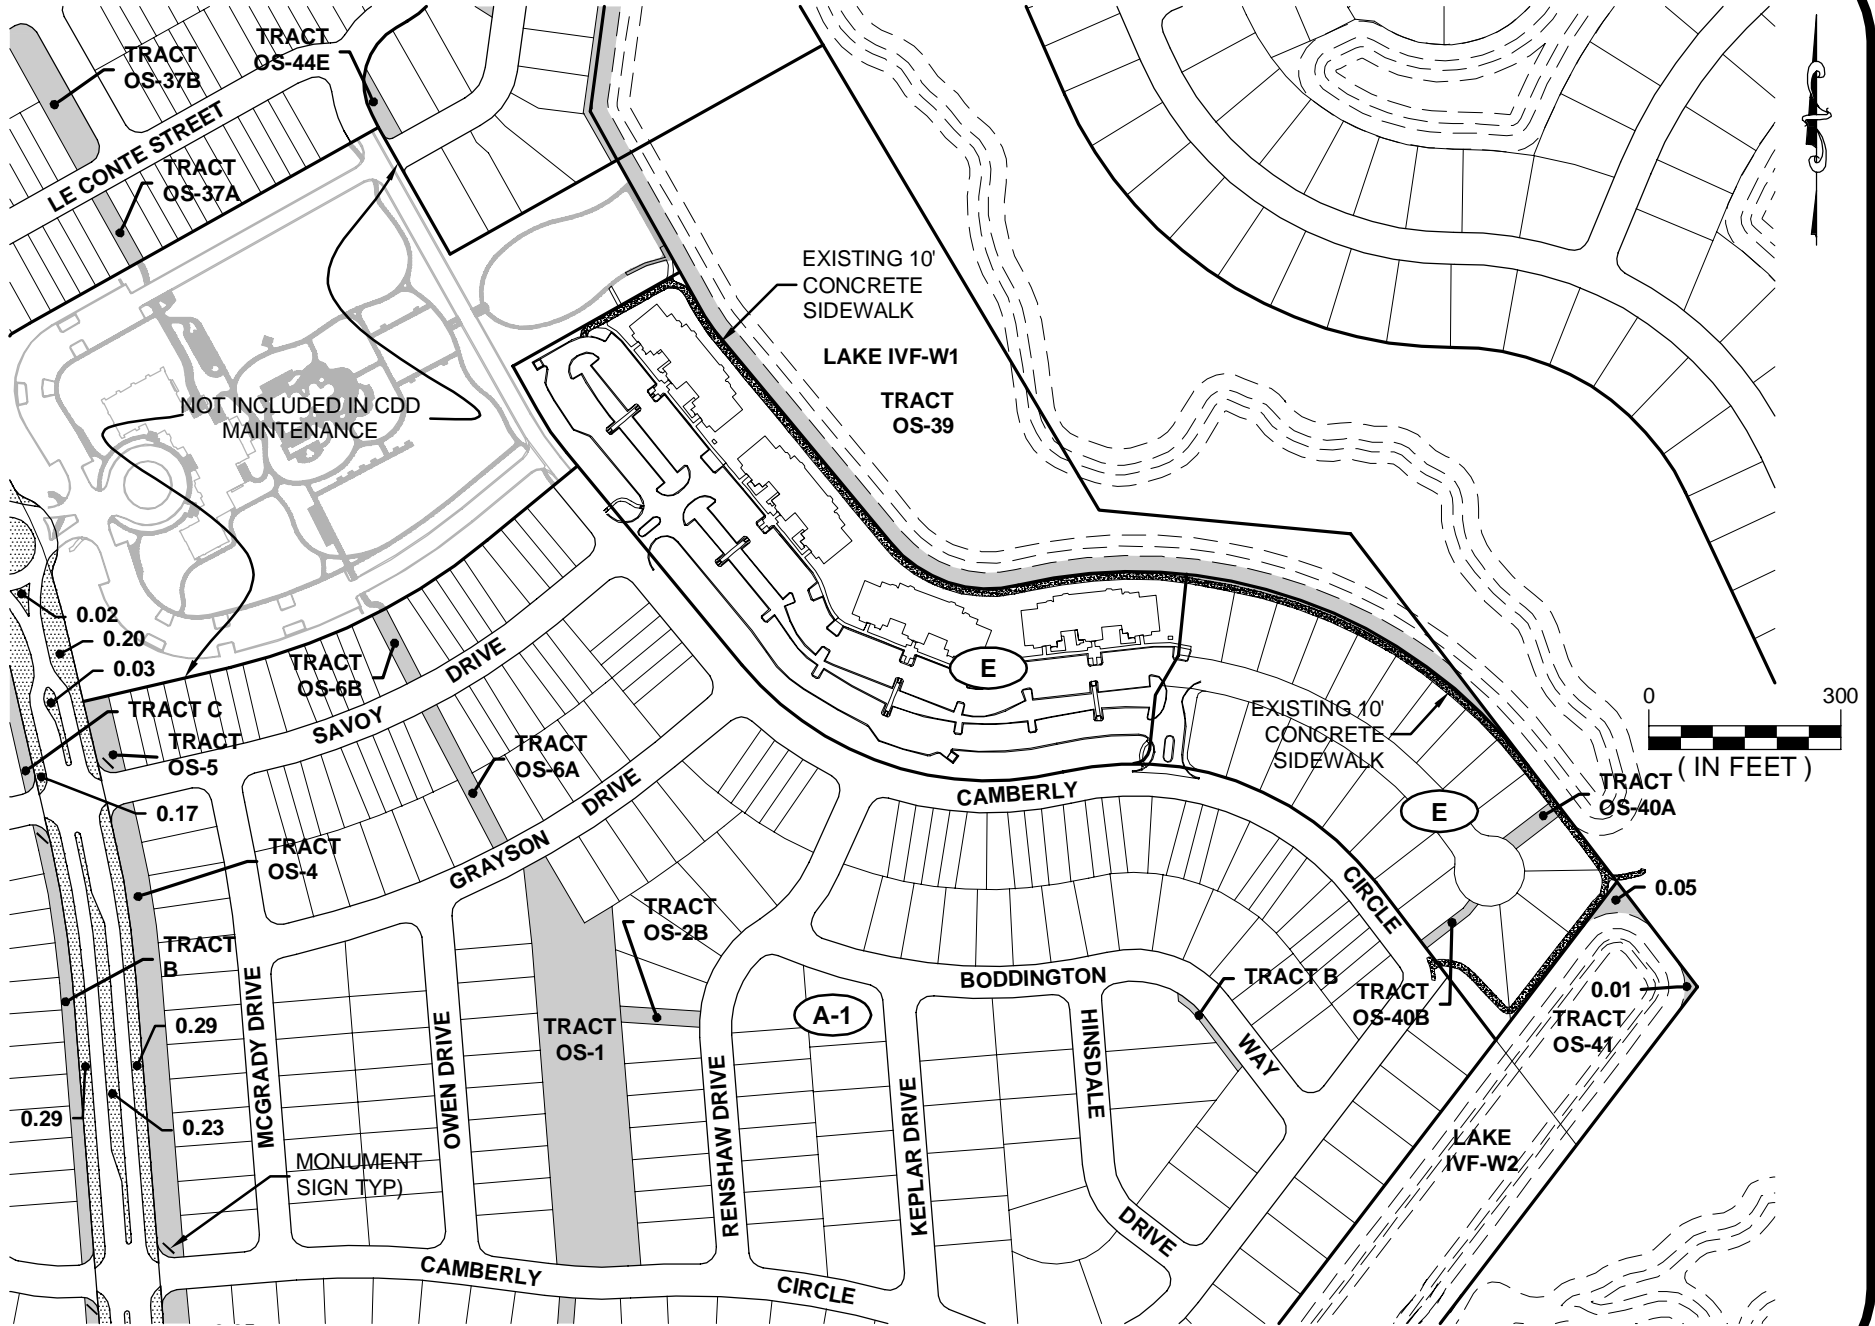 TRACT
OS-37B
TRACT
OS-44E
LE CONTE STREET
TRACT
OS-37A
EXISTING 10'
CONCRETE
SIDEWALK
LAKE IVF-W1
TRACT
OS-39
NOT INCLUDED IN CDD
MAINTENANCE
0.02
0.20
0.03
TRACT C
TRACT
OS-5
0.17
TRACT
OS-6B
SAVOY DRIVE
TRACT
OS-6A
GRAYSON DRIVE
TRACT
OS-4
TRACT
B
0.29
0.29
0.23
MCGRADY DRIVE
MONUMENT
SIGN TYP)
OWEN DRIVE
TRACT
OS-1
TRACT
OS-2B
RENSHAW DRIVE
A-1
KEPLAR DRIVE
E
CAMBERLY CIRCLE
BODDINGTON WAY
HINSDALE DRIVE
TRACT B
TRACT
OS-40B
EXISTING 10'
CONCRETE
SIDEWALK
E
0 300
( IN FEET )
TRACT
OS-40A
0.05
0.01
TRACT
OS-41
LAKE
IVF-W2
CAMBERLY CIRCLE